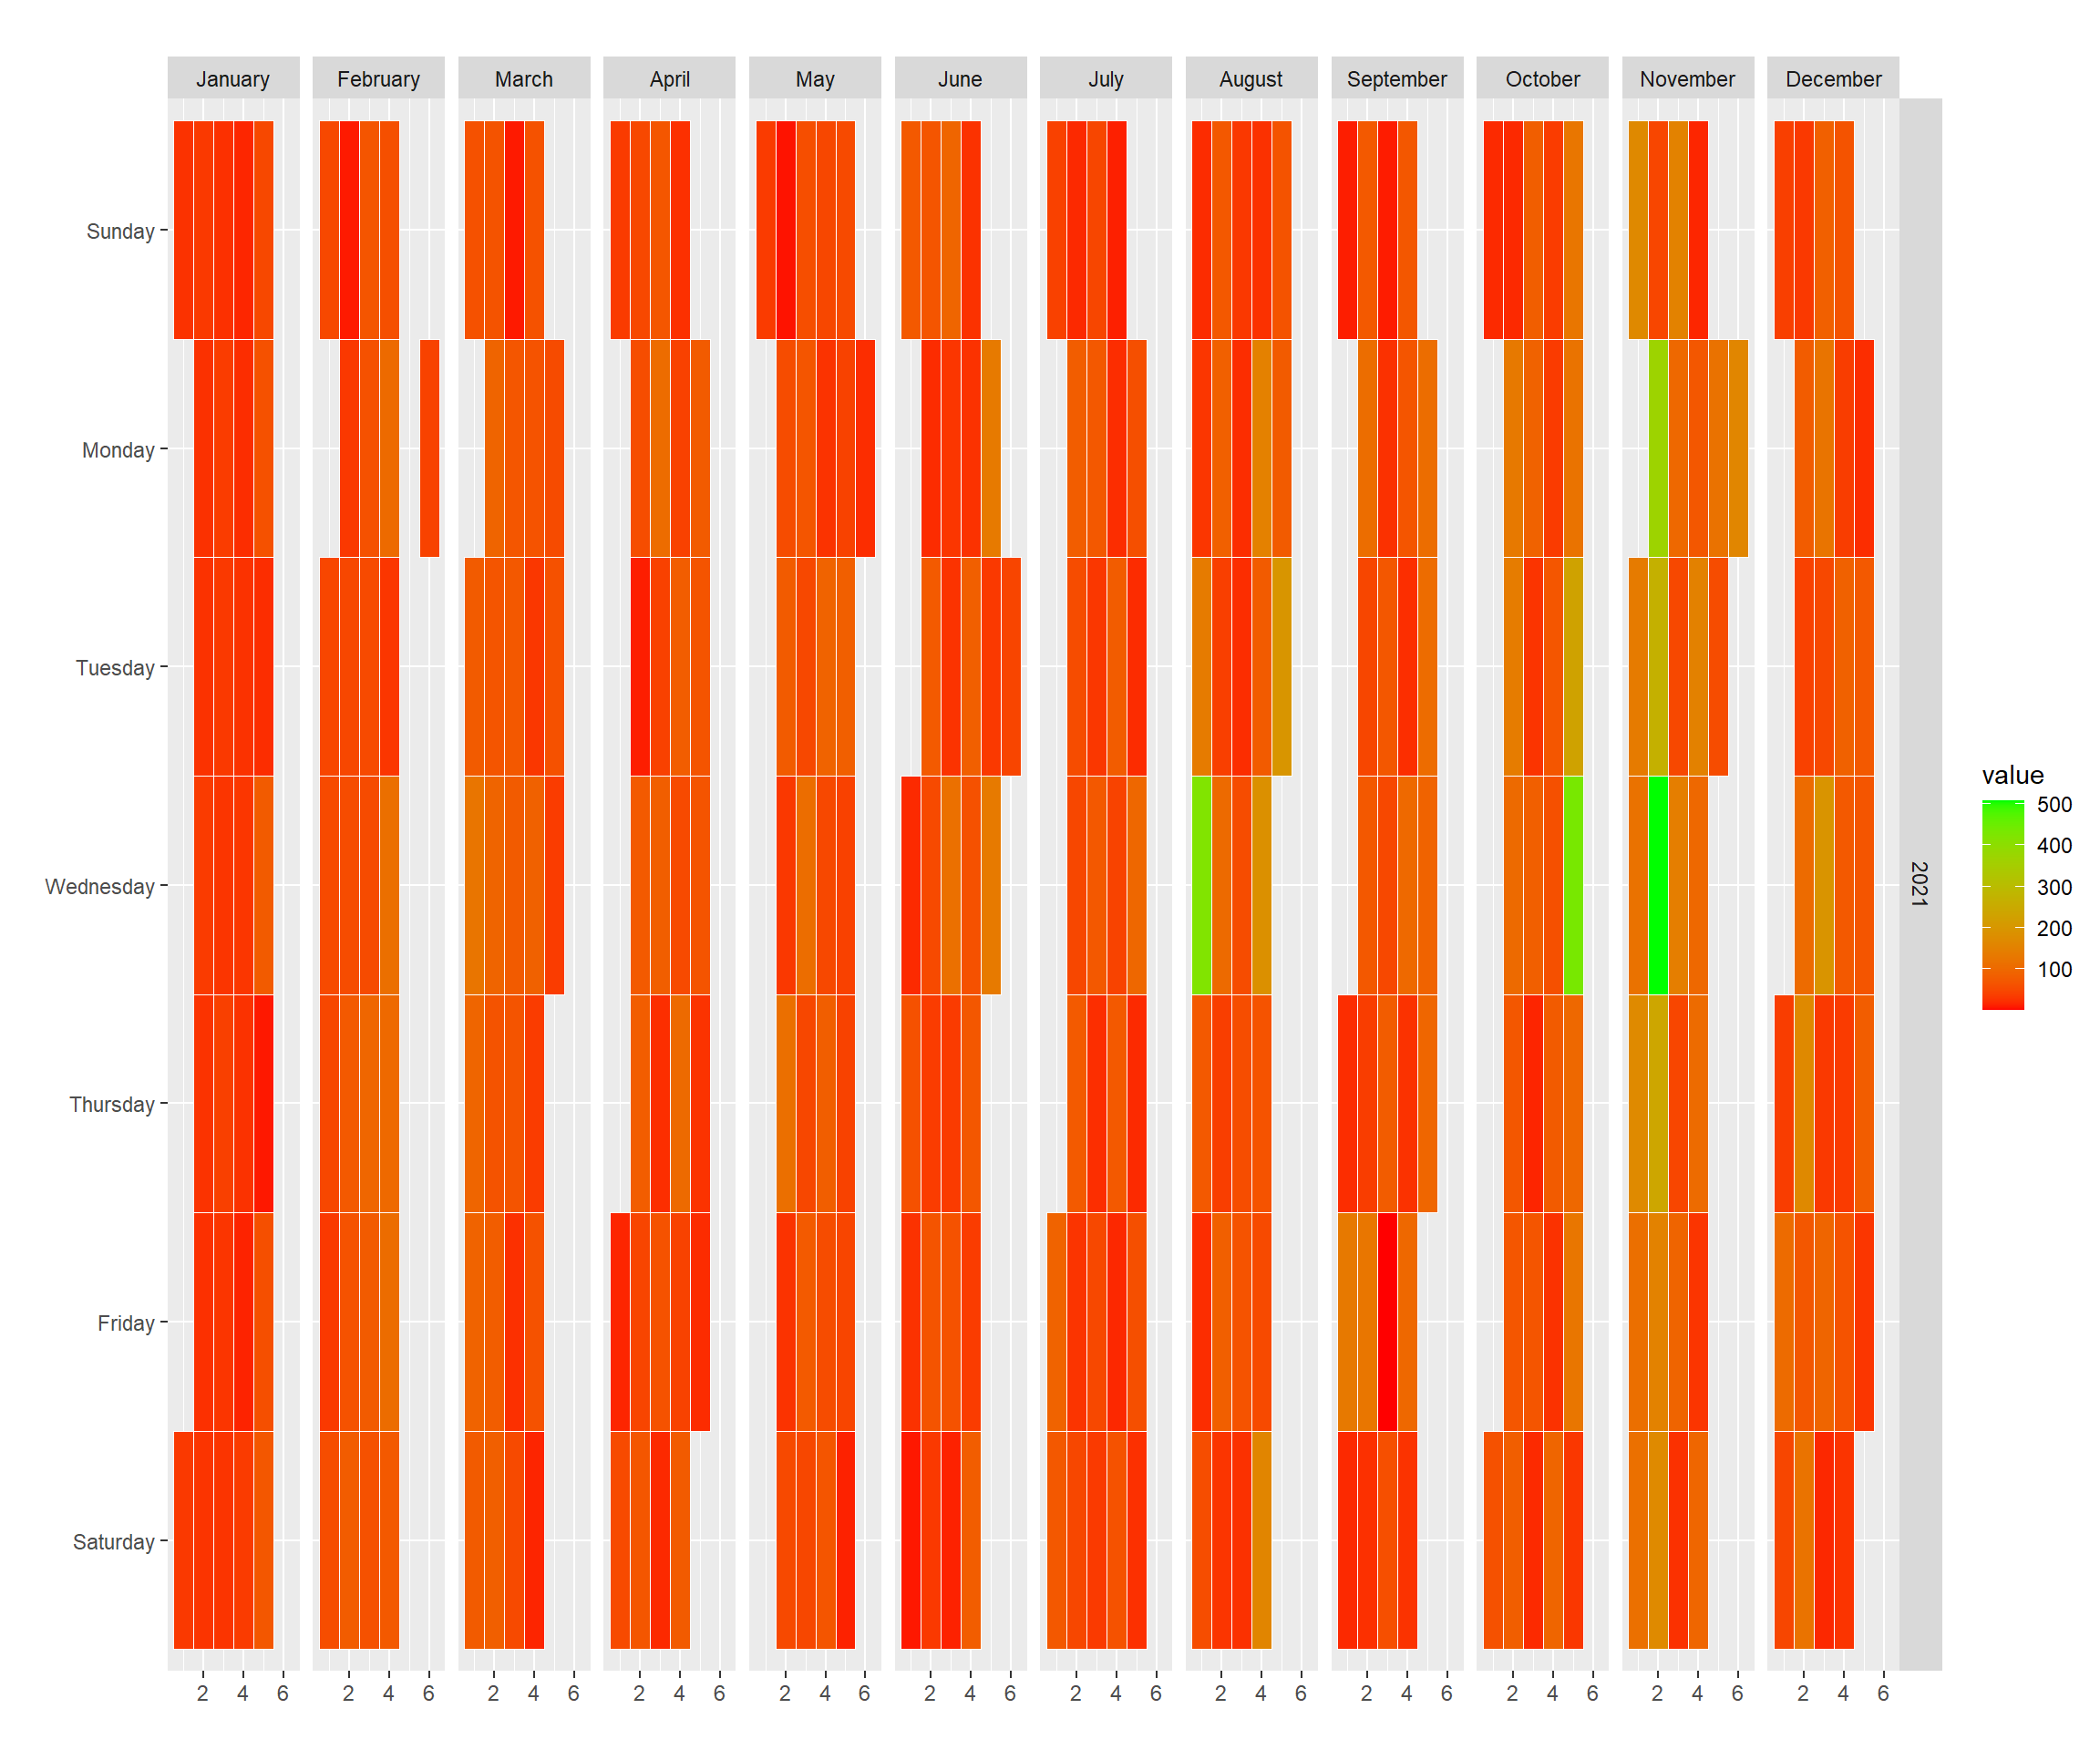 January February March April May June July August September October November December
Sunday
Monday
Tuesday
Wednesday
Thursday
Friday
Saturday
2 4 6 2 4 6 2 4 6 2 4 6 2 4 6 2 4 6 2 4 6 2 4 6 2 4 6 2 4 6 2 4 6 2 4 6
2021
value
500
400
300
200
100